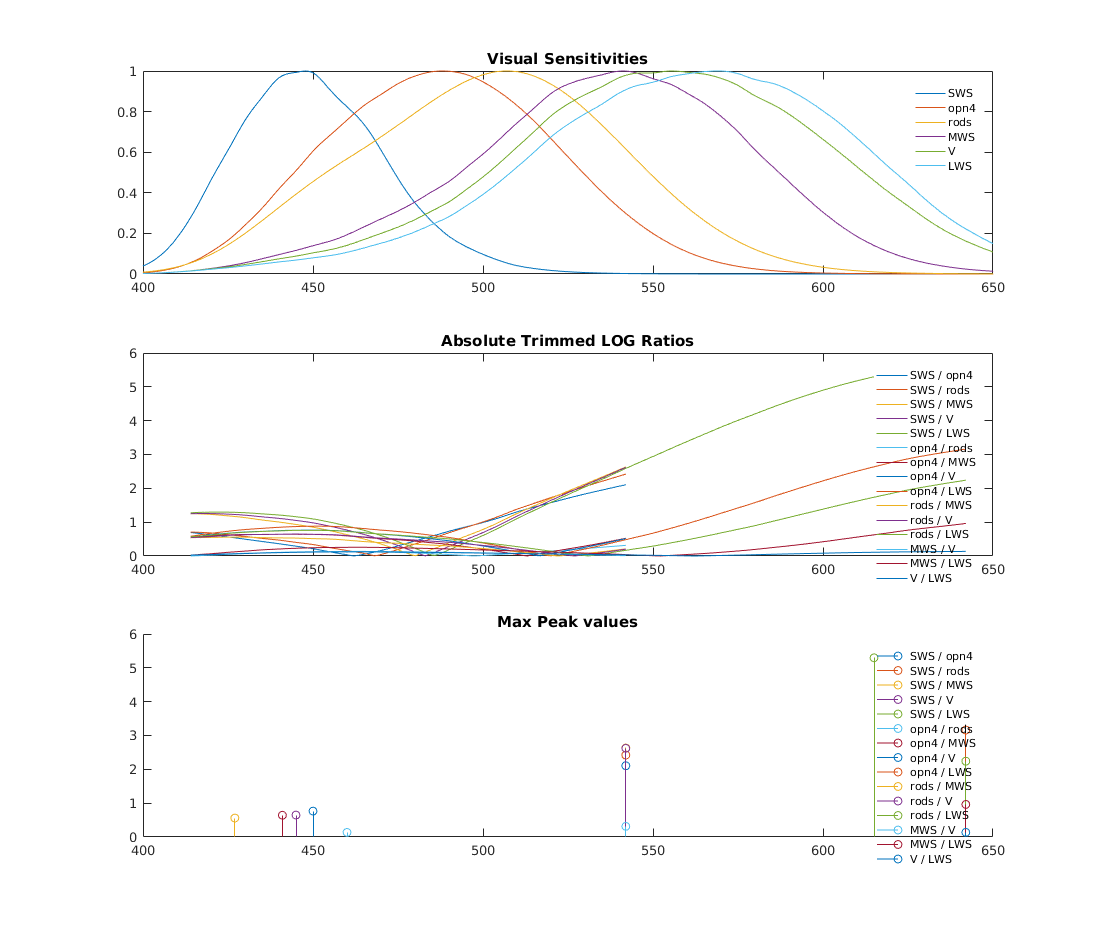 Visual Sensitivities
1
0.8
0.6
0.4
0.2
0
SWS
opn4
rods
MWS
V
LWS
400 450 500 550 600 650
Absolute Trimmed LOG Ratios
6
5
4
3
2
1
0
SWS / opn4
SWS / rods
SWS / MWS
SWS / V
SWS / LWS
opn4 / rods
opn4 / MWS
opn4 / V
opn4 / LWS
rods / MWS
rods / V
rods / LWS
MWS / V
MWS / LWS
V / LWS
400 450 500 550 600 650
Max Peak values
6
5
4
3
2
1
0
SWS / opn4
SWS / rods
SWS / MWS
SWS / V
SWS / LWS
opn4 / rods
opn4 / MWS
opn4 / V
opn4 / LWS
rods / MWS
rods / V
rods / LWS
MWS / V
MWS / LWS
V / LWS
400 450 500 550 600 650